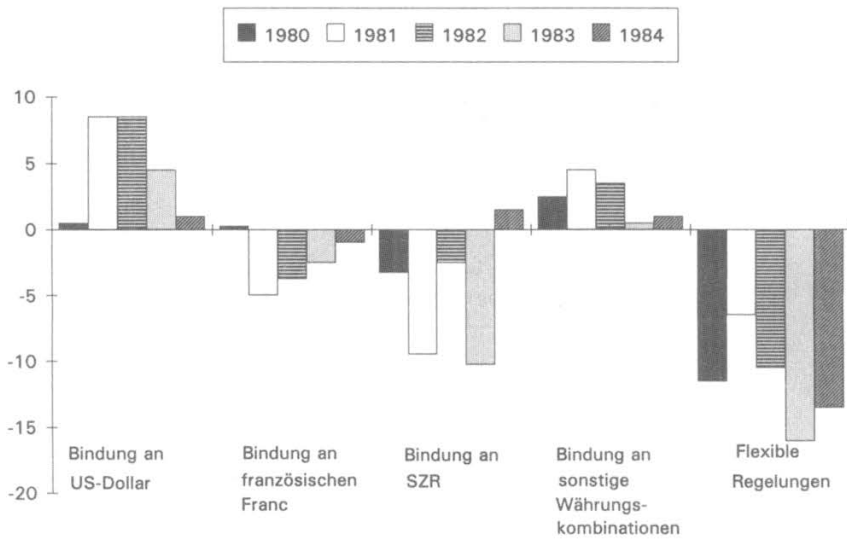 1980 1981 1982 1983 1984
10
5
0
-5
-10
-15
-20
Bindung an
US-Dollar
Bindung an
französischen
Franc
Bindung an
SZR
Bindung an
sonstige
Währungs-
kombinationen
Flexible
Regelungen